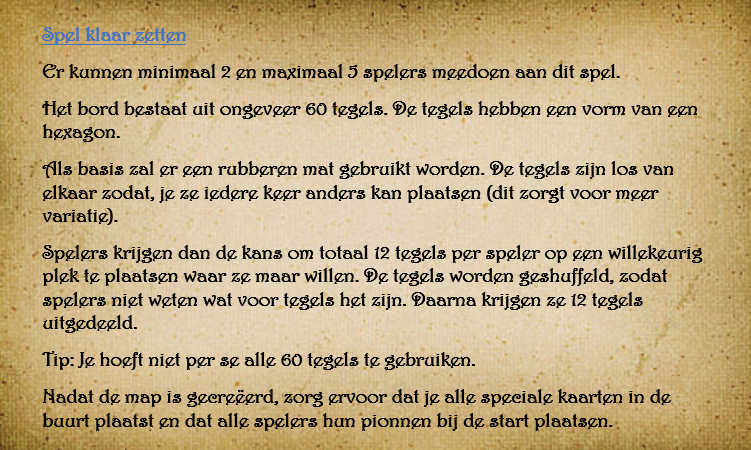 Spel klaar zetten
Er kunnen minimaal 2 en maximaal 5 spelers meedoen aan dit spel.
Het bord bestaat uit ongeveer 60 tegels. De tegels hebben een vorm van een
hexagon.
Als basis zal er een rubberen mat gebruikt worden. De tegels zijn los van
elkaar zodat, je ze iedere keer anders kan plaatsen (dit zorgt voor meer
variatie).
Spelers krijgen dan de kans om totaal 12 tegels per speler op een willekeurig
plek te plaatsen waar ze maar willen. De tegels worden geshuffeld, zodat
spelers niet weten wat voor tegels het zijn. Daarna krijgen ze 12 tegels
uitgedeeld.
Tip: Je hoeft niet per se alle 60 tegels te gebruiken.
Nadat de map is gecreëerd, zorg ervoor dat je alle speciale kaarten in de
buurt plaatst en dat alle spelers hun pionnen bij de start plaatsen.